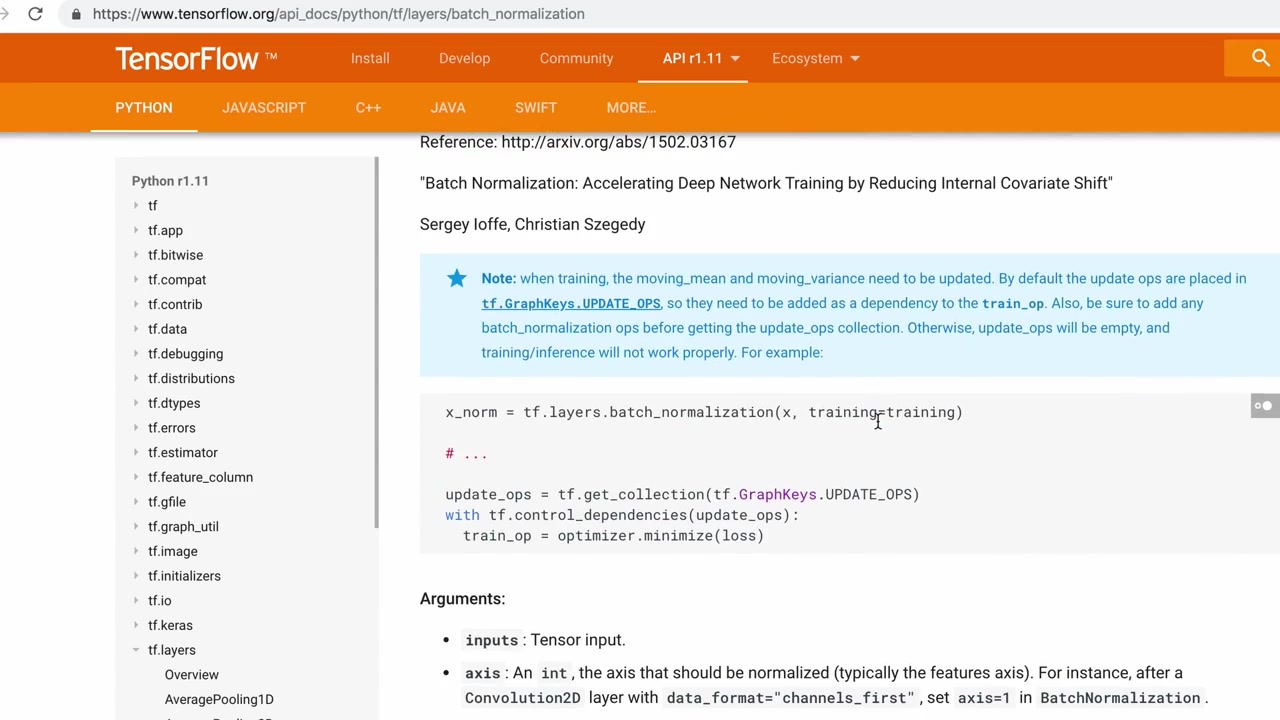 https://www.tensorflow.org/api_docs/python/tf/layers/batch_normalization
TensorFlow ™
Install
Develop
Community
API r1.11
Ecosystem
PYTHON
JAVASCRIPT
C++
JAVA
SWIFT
MORE...
Python r1.11
tf
tf.app
tf.bitwise
tf.compat
tf.contrib
tf.data
tf.debugging
tf.distributions
tf.dtypes
tf.errors
tf.estimator
tf.feature_column
tf.gfile
tf.graph_util
tf.image
tf.initializers
tf.io
tf.keras
tf.layers
Overview
AveragePooling1D
Reference: http://arxiv.org/abs/1502.03167
"Batch Normalization: Accelerating Deep Network Training by Reducing Internal Covariate Shift"
Sergey Ioffe, Christian Szegedy
Note: when training, the moving_mean and moving_variance need to be updated. By default the update ops are placed in
tf.GraphKeys.UPDATE_OPS, so they need to be added as a dependency to the train_op. Also, be sure to add any
batch_normalization ops before getting the update_ops collection. Otherwise, update_ops will be empty, and
training/inference will not work properly. For example:
x_norm = tf.layers.batch_normalization(x, training=training)
# ...
update_ops = tf.get_collection(tf.GraphKeys.UPDATE_OPS)
with tf.control_dependencies(update_ops):
train_op = optimizer.minimize(loss)
Arguments:
• inputs : Tensor input.
• axis : An int , the axis that should be normalized (typically the features axis). For instance, after a
Convolution2D layer with data_format="channels_first" , set axis=1 in BatchNormalization .